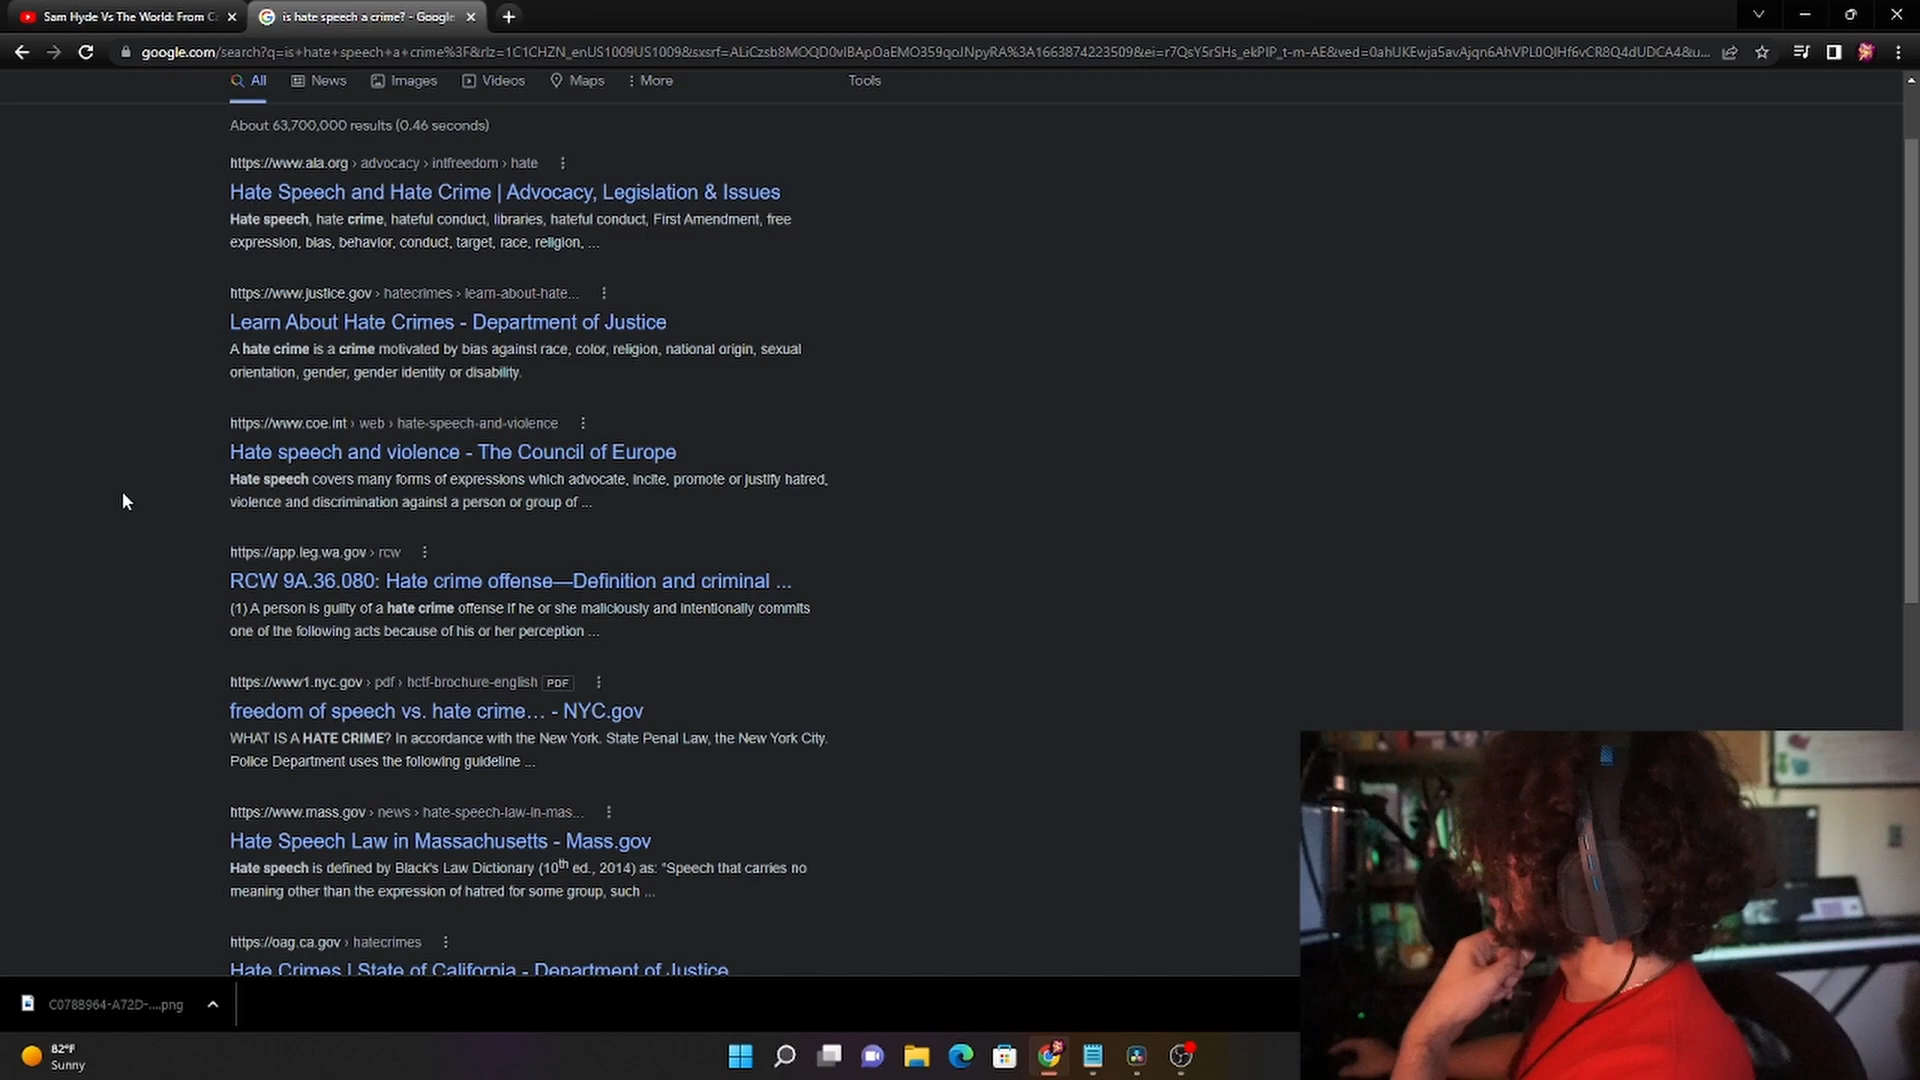 Sam Hyde Vs The World: From C
is hate speech a crime? - Google
google.com/search?q=is+hate+speech+a+crime%3F&rlz=1C1CHZN_enUS1009US1009&sxsrf=
All News Images Videos Maps More Tools
About 63,700,000 results (0.46 seconds)
https://www.ala.org › advocacy › intfreedom › hate
Hate Speech and Hate Crime | Advocacy, Legislation & Issues
Hate speech, hate crime, hateful conduct, libraries, hateful conduct, First Amendment, free
expression, bias, behavior, conduct, target, race, religion, ...
https://www.justice.gov › hatecrimes › learn-about-hate...
Learn About Hate Crimes - Department of Justice
A hate crime is a crime motivated by bias against race, color, religion, national origin, sexual
orientation, gender, gender identity or disability.
https://www.coe.int › web › hate-speech-and-violence
Hate speech and violence - The Council of Europe
Hate speech covers many forms of expressions which advocate, incite, promote or justify hatred,
violence and discrimination against a person or group of ...
https://app.leg.wa.gov › rcw
RCW 9A.36.080: Hate crime offense—Definition and criminal ...
(1) A person is guilty of a hate crime offense if he or she maliciously and intentionally commits
one of the following acts because of his or her perception ...
https://www1.nyc.gov › pdf › hctf-brochure-english PDF
freedom of speech vs. hate crime… - NYC.gov
WHAT IS A HATE CRIME? In accordance with the New York. State Penal Law, the New York City.
Police Department uses the following guideline ...
https://www.mass.gov › news › hate-speech-law-in-mas...
Hate Speech Law in Massachusetts - Mass.gov
Hate speech is defined by Black's Law Dictionary (10th ed., 2014) as: "Speech that carries no
meaning other than the expression of hatred for some group, such ...
https://oag.ca.gov › hatecrimes
Hate Crimes | State of California - Department of Justice
C0788964-A72D-....png
82°F
Sunny